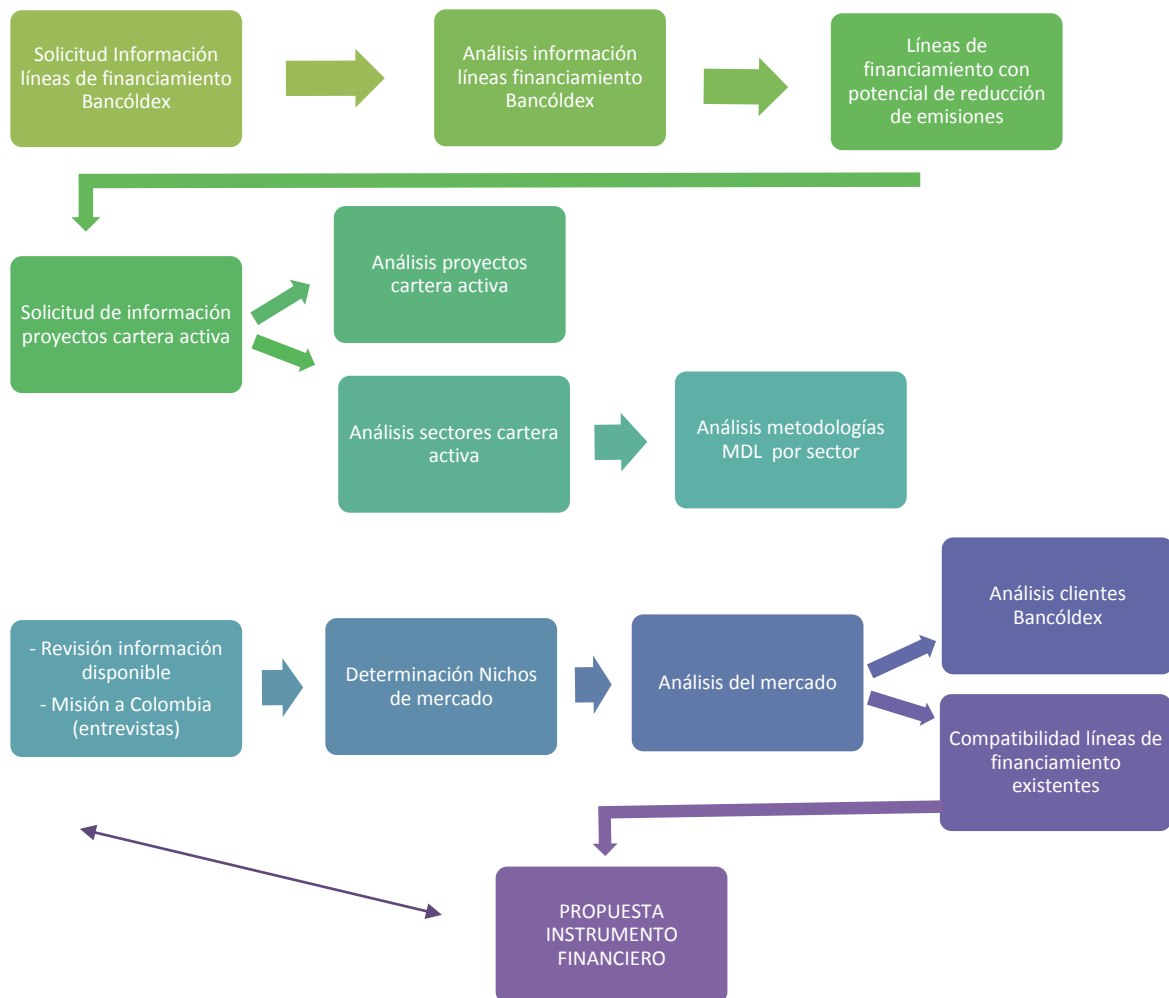 Solicitud Información
líneas de financiamiento
Bancóldex
Análisis información
líneas financiamiento
Bancóldex
Líneas de
financiamiento con
potencial de reducción
de emisiones
Solicitud de información
proyectos cartera activa
Análisis proyectos
cartera activa
Análisis sectores cartera
activa
Análisis metodologías
MDL por sector
- Revisión información
disponible
- Misión a Colombia
(entrevistas)
Determinación Nichos
de mercado
Análisis del mercado
Análisis clientes
Bancóldex
Compatibilidad líneas de
financiamiento
existentes
PROPUESTA
INSTRUMENTO
FINANCIERO